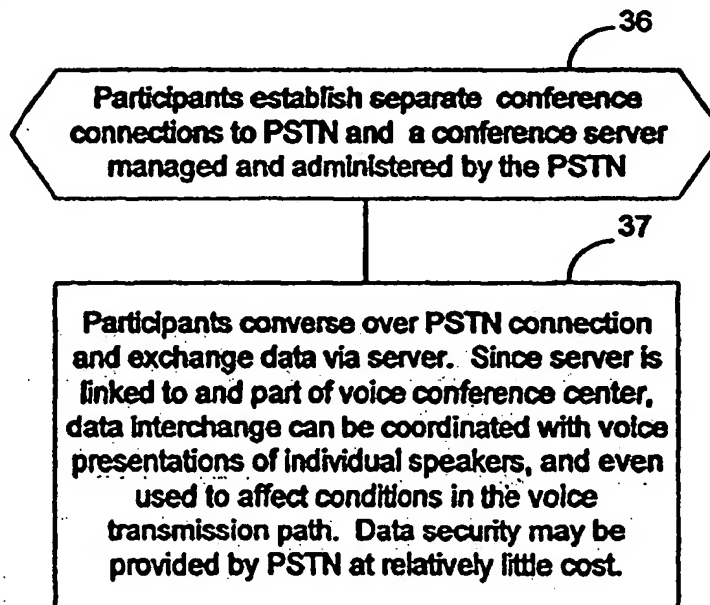 36
Participants establish separate conference
connections to PSTN and a conference server
managed and administered by the PSTN
37
Participants converse over PSTN connection
and exchange data via server. Since server is
linked to and part of voice conference center,
data interchange can be coordinated with voice
presentations of individual speakers, and even
used to affect conditions in the voice
transmission path. Data security may be
provided by PSTN at relatively little cost.